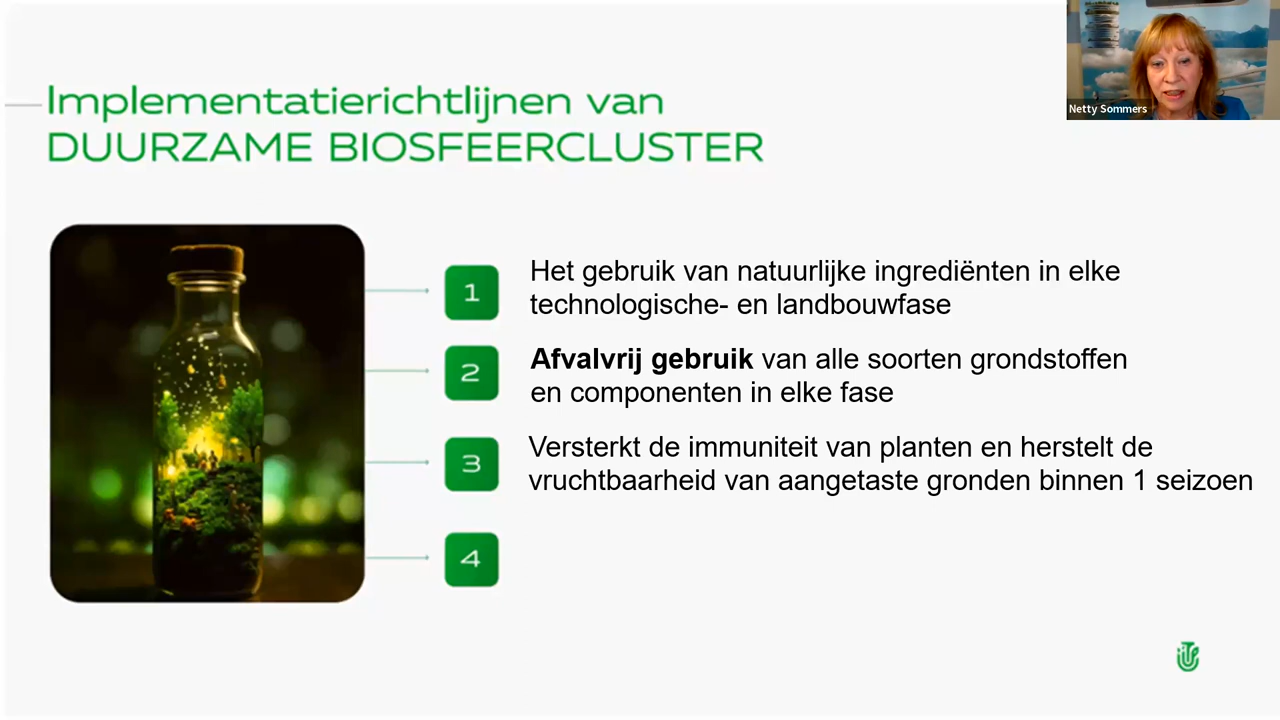 Netty Sommers
Implementatierichtlijnen van
DUURZAME BIOSFEERCLUSTER
1
Het gebruik van natuurlijke ingrediënten in elke
technologische- en landbouwfase
2
Afvalvrij gebruik van alle soorten grondstoffen
en componenten in elke fase
3
Versterkt de immuniteit van planten en herstelt de
vruchtbaarheid van aangetaste gronden binnen 1 seizoen
4